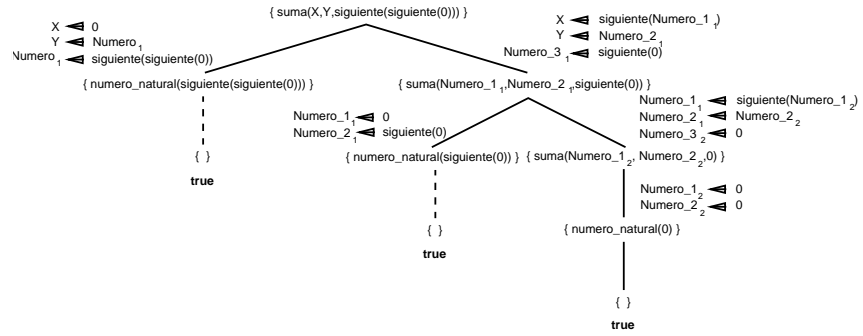 { suma(X,Y,siguiente(siguiente(0))) }
X ◄ 0
Y ◄ Numero_1
Numero_1 ◄ siguiente(siguiente(0))
X ◄ siguiente(Numero_1_1)
Y ◄ Numero_2_1
Numero_3_1 ◄ siguiente(0)
{ numero_natural(siguiente(siguiente(0))) }
{ suma(Numero_1_1,Numero_2_1,siguiente(0)) }
Numero_1_1 ◄ 0
Numero_2_1 ◄ siguiente(0)
Numero_1_1 ◄ siguiente(Numero_1_2)
Numero_2_1 ◄ Numero_2_2
Numero_3_2 ◄ 0
{ }
true
{ numero_natural(siguiente(0)) }
{ suma(Numero_1_2, Numero_2_2,0) }
Numero_1_2 ◄ 0
Numero_2_2 ◄ 0
{ }
true
{ numero_natural(0) }
{ }
true